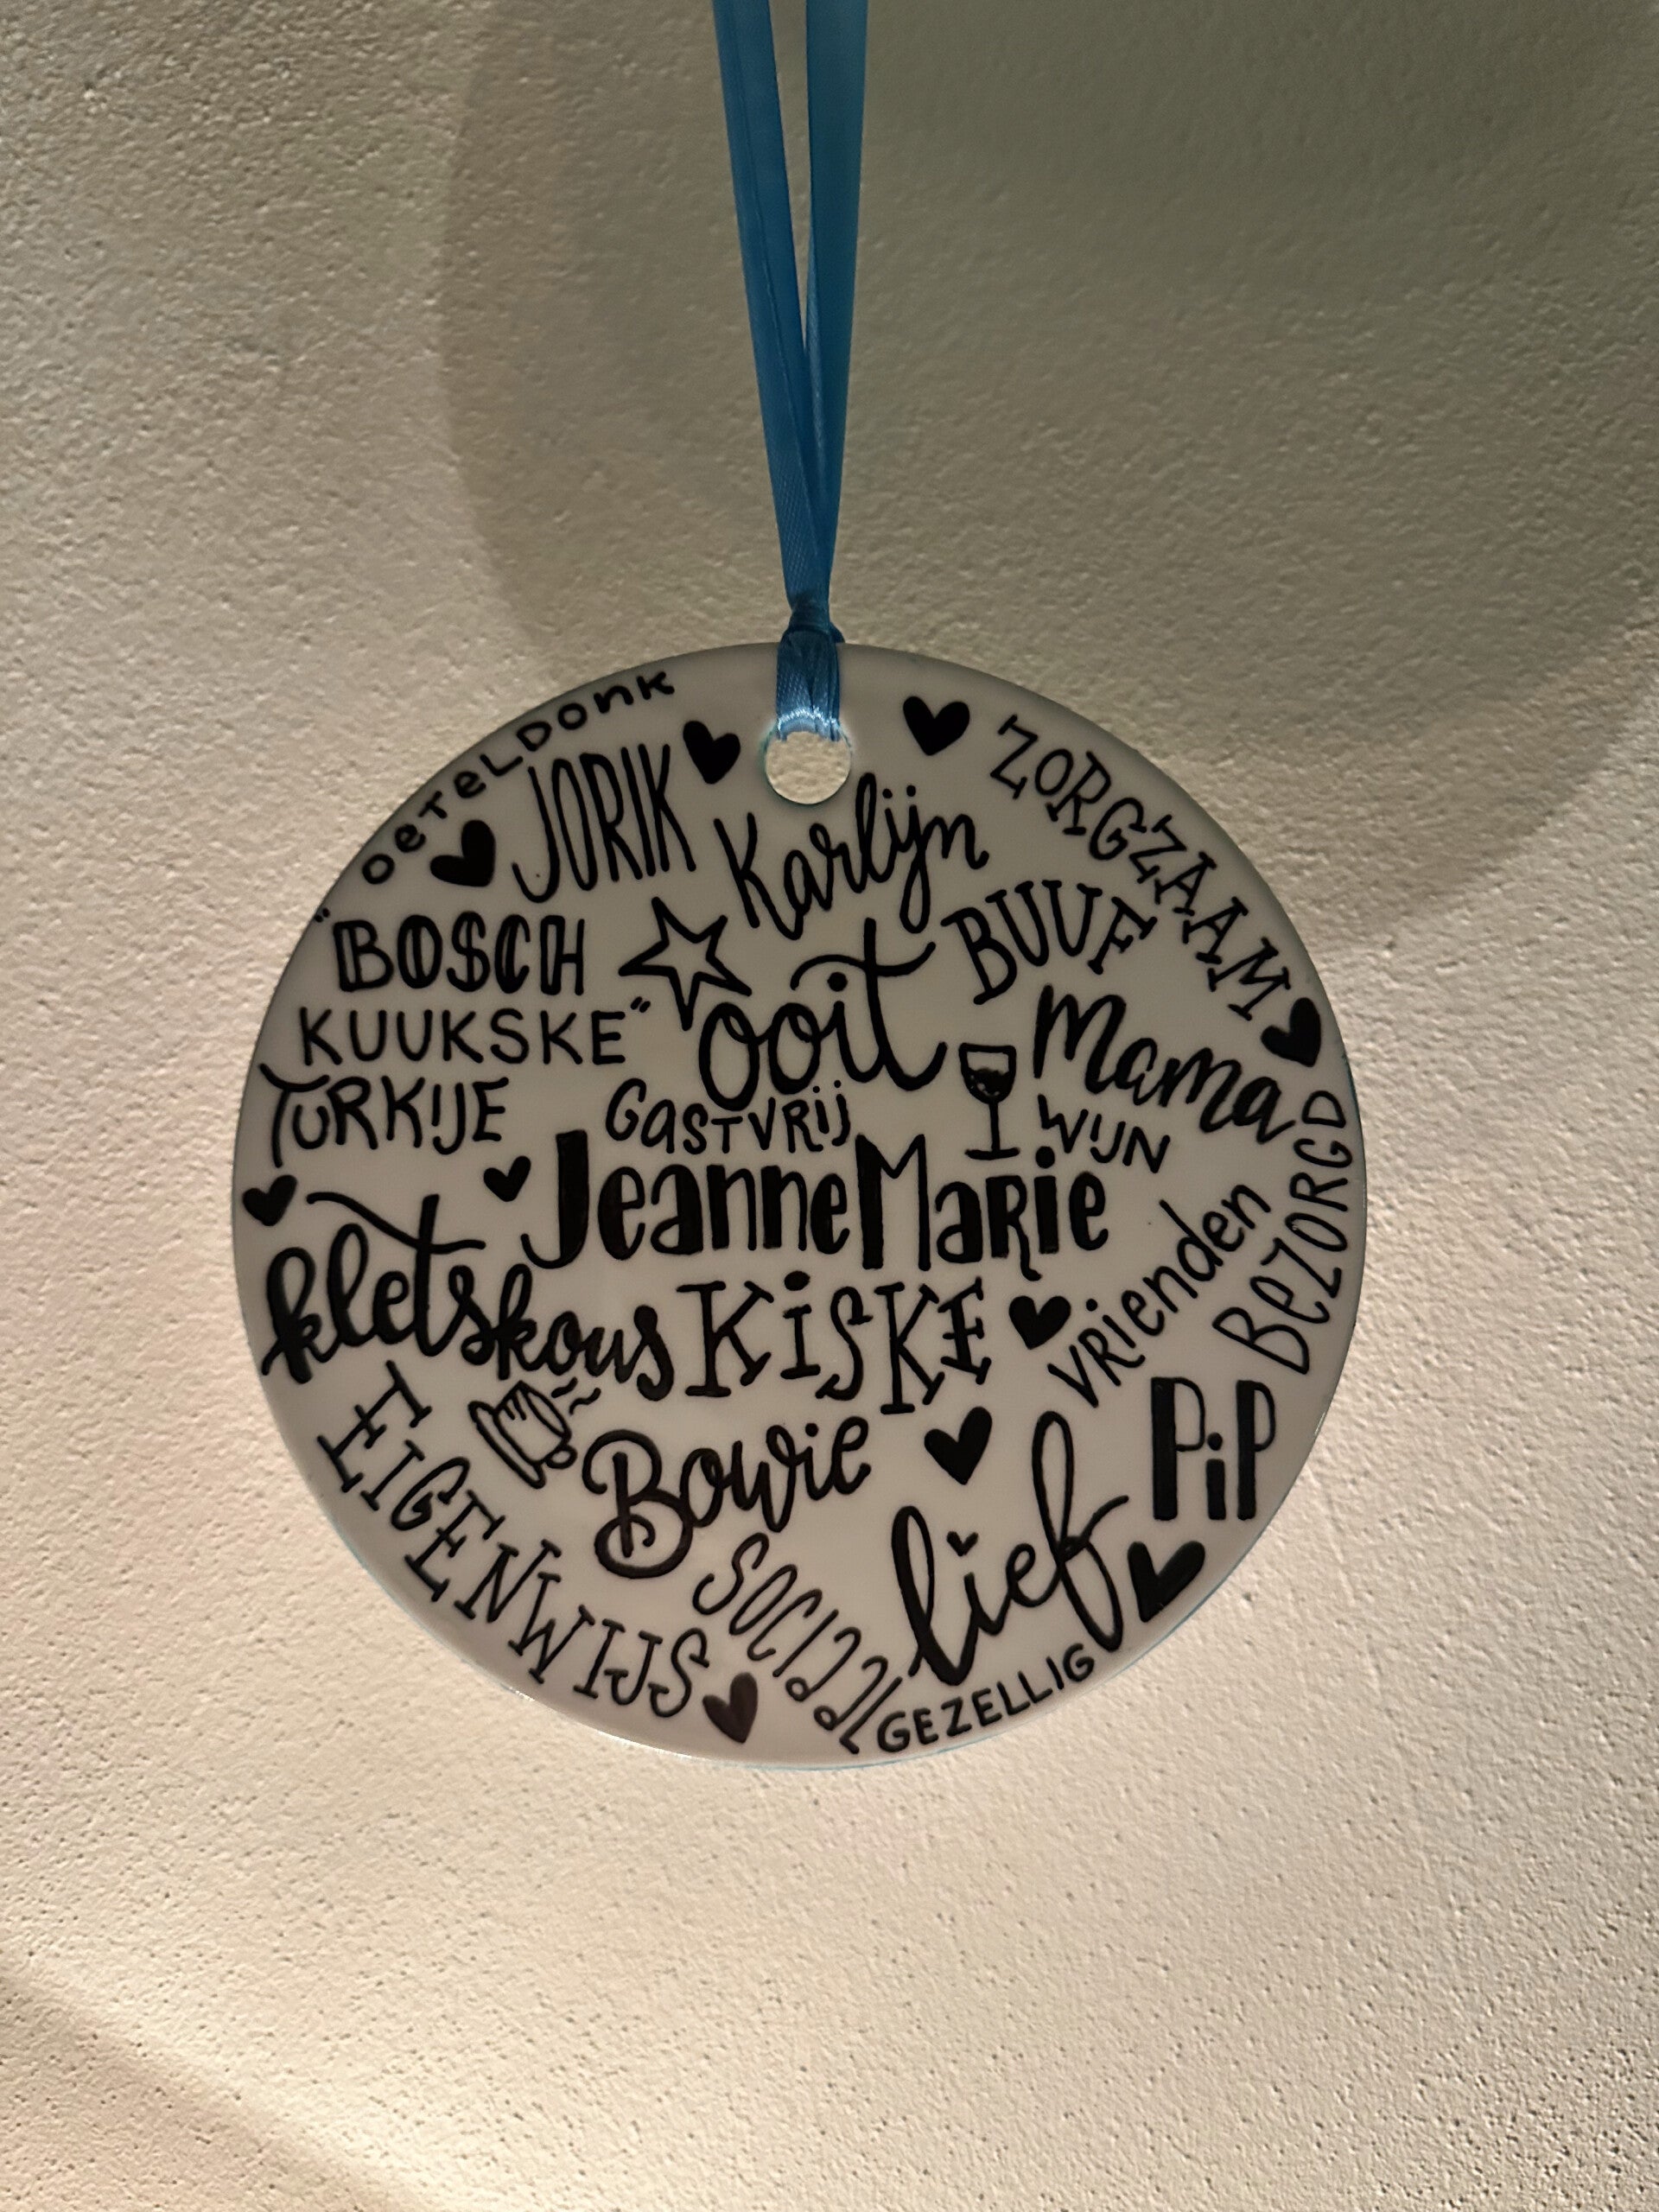 OETELDONK
JORIK
Karlijn
ZORGZAAM
"BOSCH
KUUKSKE"
ooit
BUUF
Mama
TURKIJE
GASTVRIJ
WIJN
JeanneMarie
BEZORGD
kletskous
KISKE
vrienden
EIGENWIJS
Bowie
PiP
lief
SOCIAAL
GEZELLIG